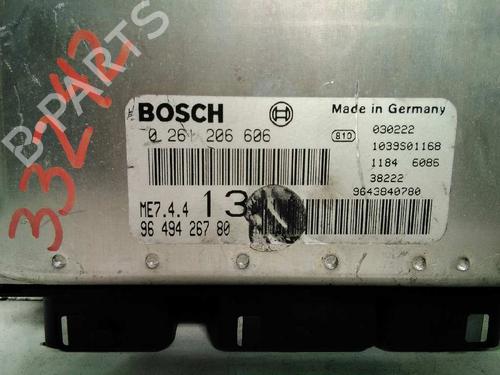 33212
B-PARTS
BOSCH
Made in Germany
0 261 206 606
810
030222
1039S01168
1184 6086
38222
9643840780
ME7.4.4
13
96 494 267 80